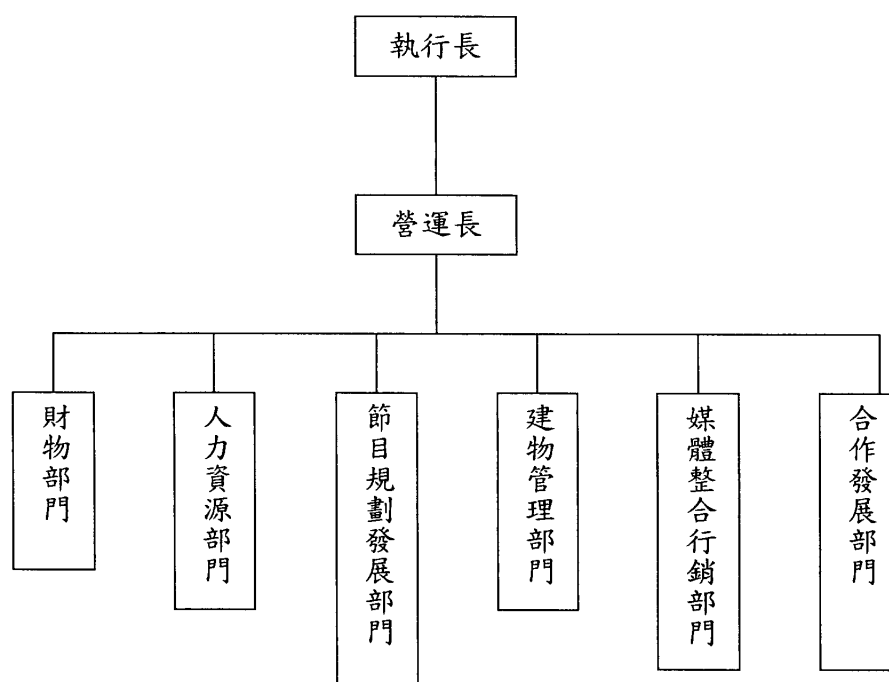 執行長
營運長
財物部門
人力資源部門
節目規劃發展部門
建物管理部門
媒體整合行銷部門
合作發展部門